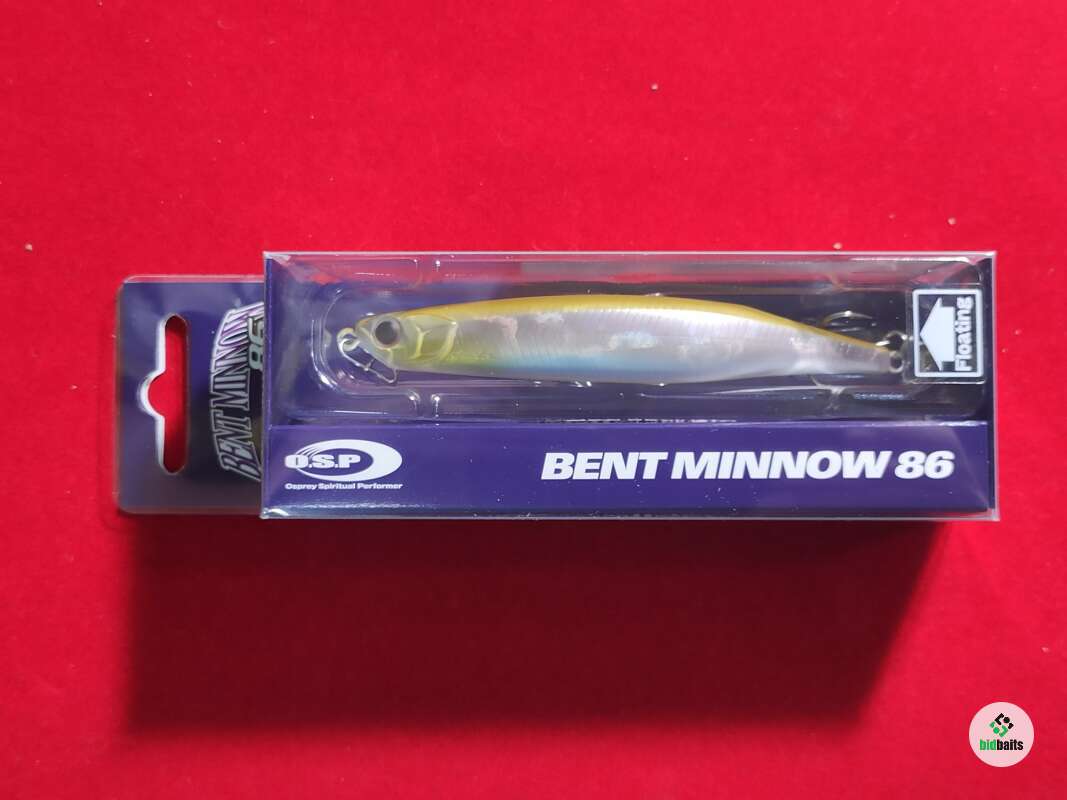 BENT MINNOW
86
O.S.P
Osprey Spiritual Performer
BENT MINNOW 86
Floating
bidbaits